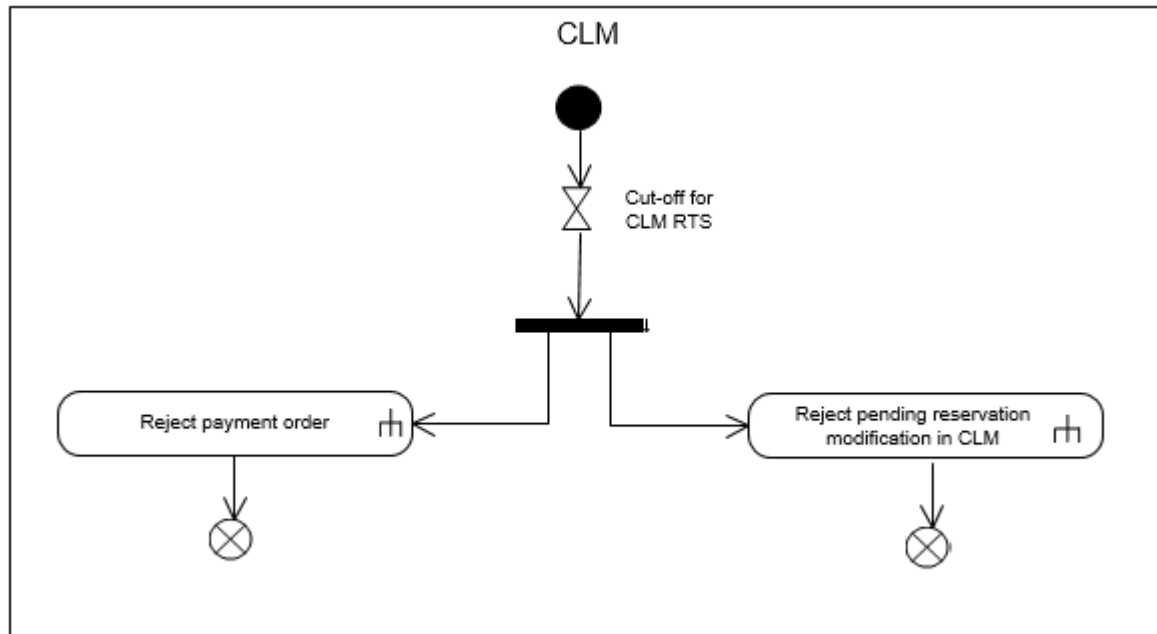 CLM
Cut-off for
CLM RTS
Reject payment order
Reject pending reservation
modification in CLM